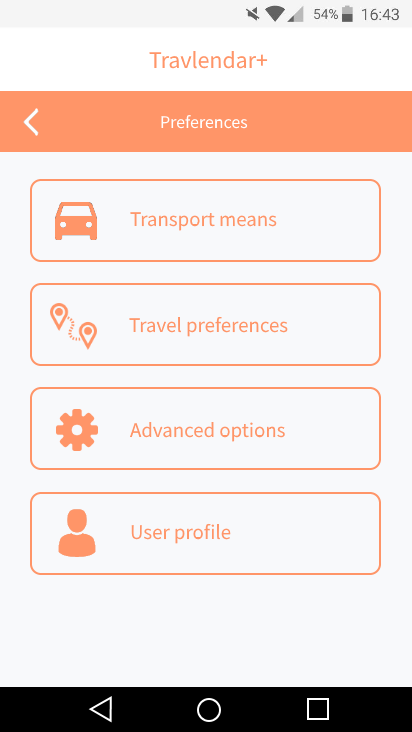 54% 16:43
Travlendar+
Preferences
Transport means
Travel preferences
Advanced options
User profile